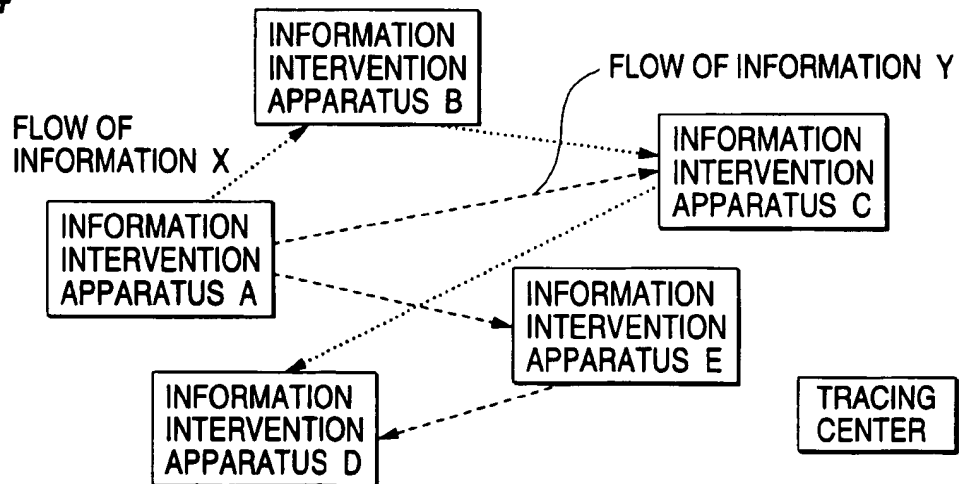 INFORMATION
INTERVENTION
APPARATUS B
FLOW OF INFORMATION Y
FLOW OF
INFORMATION X
INFORMATION
INTERVENTION
APPARATUS C
INFORMATION
INTERVENTION
APPARATUS A
INFORMATION
INTERVENTION
APPARATUS E
INFORMATION
INTERVENTION
APPARATUS D
TRACING
CENTER